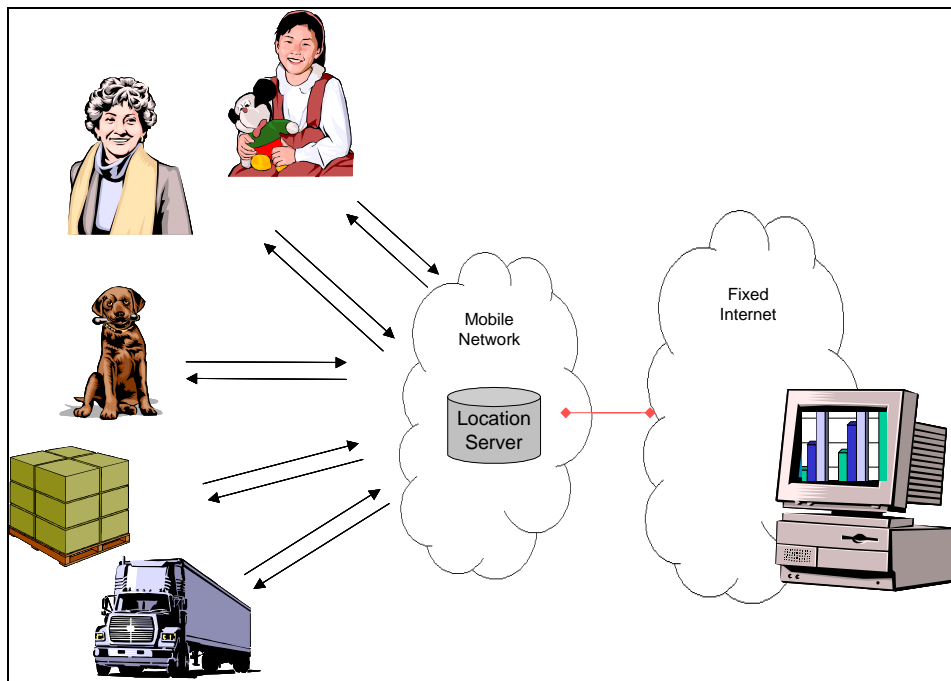 Mobile
Network
Location
Server
Fixed
Internet